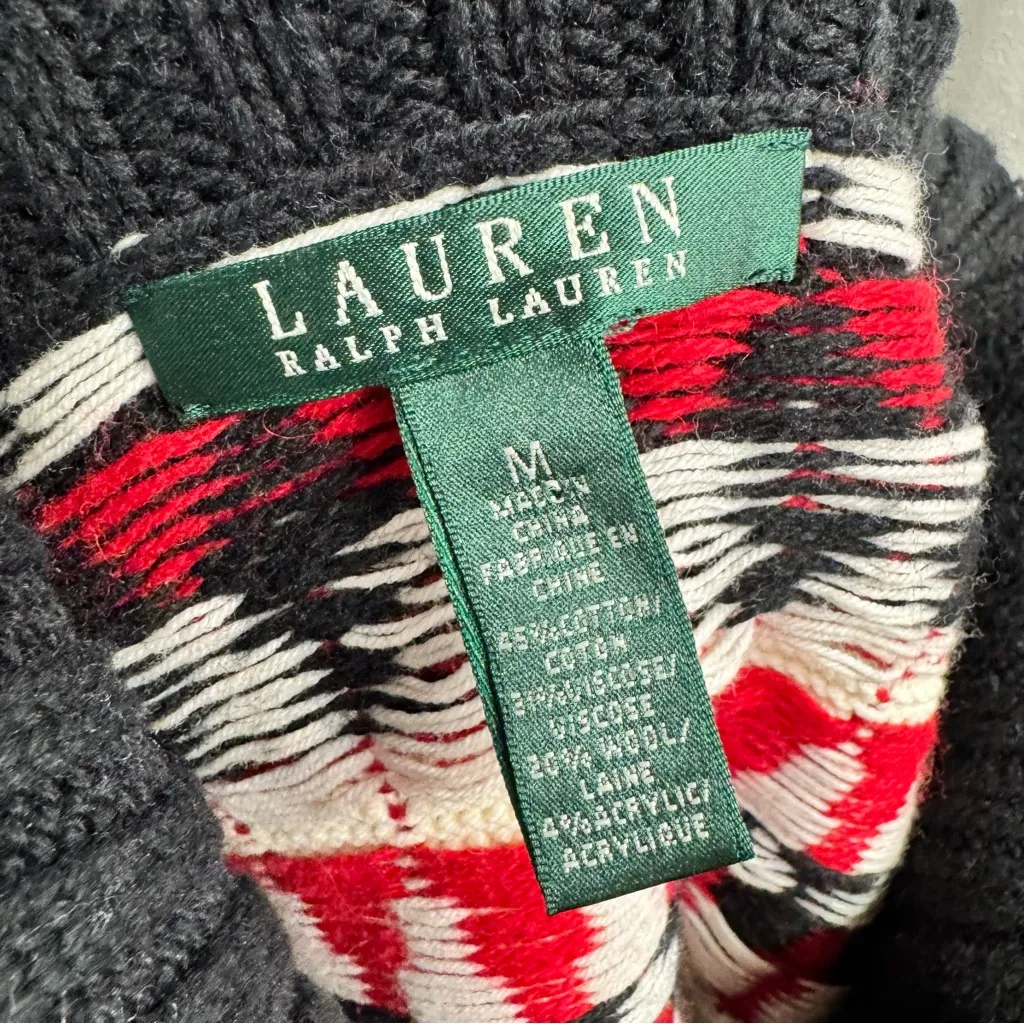 LAUREN
RALPH LAUREN
M
MADE IN
CHINA
FABRIQUE EN
CHINE
45% COTTON/
COTON
VISCOSE/
VISCOSE
20% WOOL/
LAINE
4% ACRYLIC/
ACRYLIQUE